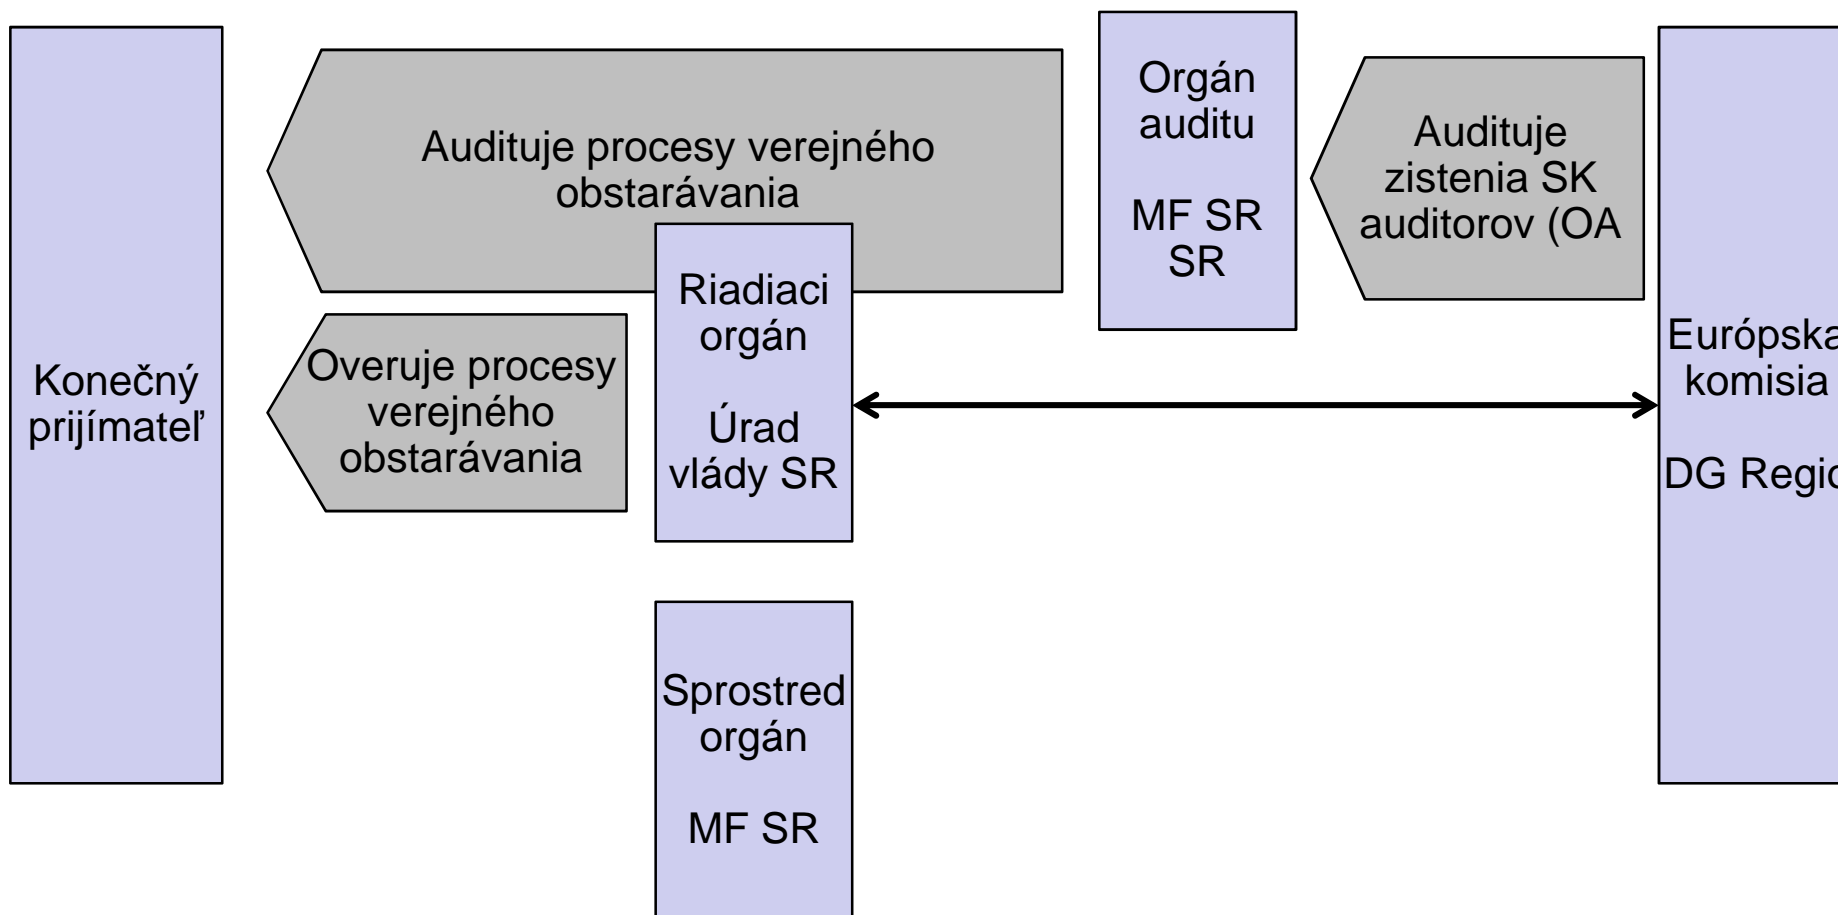 Konečný
prijímateľ
Audituje procesy verejného
obstarávania
Overuje procesy
verejného
obstarávania
Riadiaci
orgán
Úrad
vlády SR
Sprostred
orgán
MF SR
Orgán
auditu
MF SR
SR
Audituje
zistenia SK
auditorov (OA
Európska
komisia
DG Regio